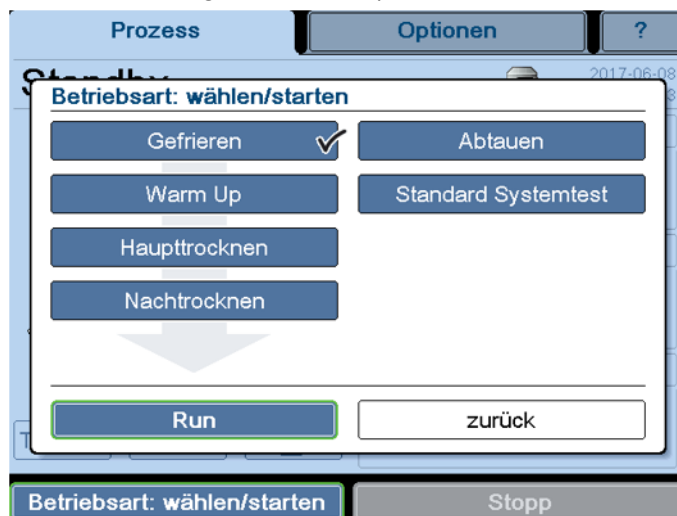 Prozess
Optionen
?
Standby
2017-06-08
Betriebsart: wählen/starten
Gefrieren
Abtauen
Warm Up
Standard Systemtest
Haupttrocknen
Nachtrocknen
Run
zurück
Betriebsart: wählen/starten
Stopp